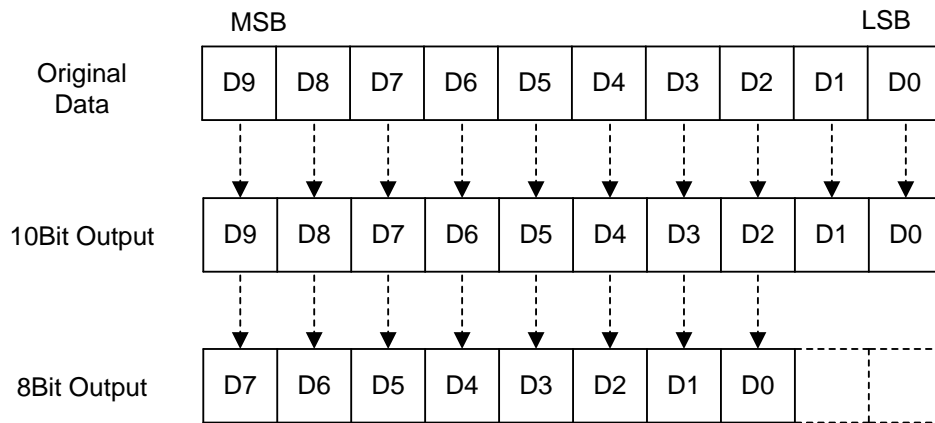 MSB LSB
Original
Data
D9 D8 D7 D6 D5 D4 D3 D2 D1 D0
10Bit Output D9 D8 D7 D6 D5 D4 D3 D2 D1 D0
8Bit Output D7 D6 D5 D4 D3 D2 D1 D0